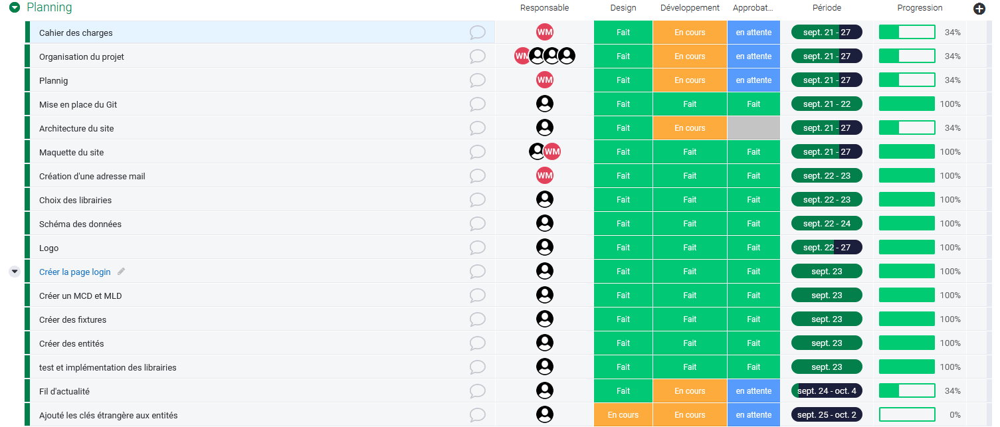 Planning Responsable Design Développement Approbat... Période Progression
Cahier des charges WM Fait En cours en attente sept. 21 - 27 34%
Organisation du projet WM Fait En cours en attente sept. 21 - 27 34%
Plannig WM Fait En cours en attente sept. 21 - 27 34%
Mise en place du Git Fait Fait Fait sept. 21 - 22 100%
Architecture du site Fait En cours sept. 21 - 27 34%
Maquette du site WM Fait Fait Fait sept. 21 - 27 100%
Création d'une adresse mail WM Fait Fait Fait sept. 22 - 23 100%
Choix des librairies Fait Fait Fait sept. 22 - 23 100%
Schéma des données Fait Fait Fait sept. 22 - 24 100%
Logo Fait Fait Fait sept. 22 - 27 100%
Créer la page login Fait Fait Fait sept. 23 100%
Créer un MCD et MLD Fait Fait Fait sept. 23 100%
Créer des fixtures Fait Fait Fait sept. 23 100%
Créer des entités Fait Fait Fait sept. 23 100%
test et implémentation des librairies Fait Fait Fait sept. 23 100%
Fil d'actualité Fait En cours en attente sept. 24 - oct. 4 34%
Ajouté les clés étrangère aux entités En cours En cours en attente sept. 25 - oct. 2 0%